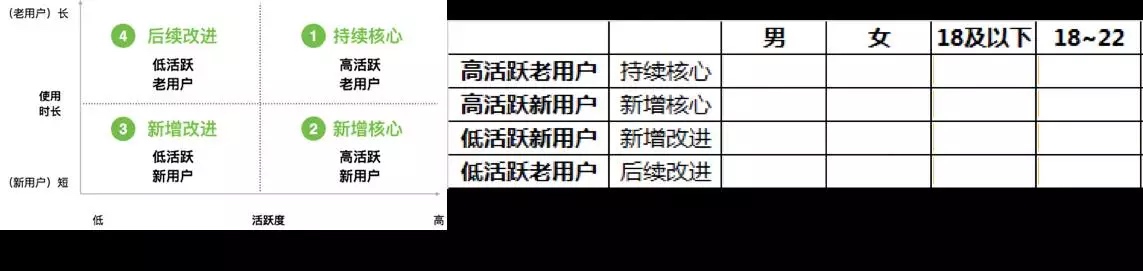 （老用户）长
4 后续改进
低活跃
老用户
1 持续核心
高活跃
老用户
使用
时长
3 新增改进
低活跃
新用户
2 新增核心
高活跃
新用户
（新用户）短
低
活跃度
高
男 女 18及以下 18~22
高活跃老用户 持续核心
高活跃新用户 新增核心
低活跃新用户 新增改进
低活跃老用户 后续改进